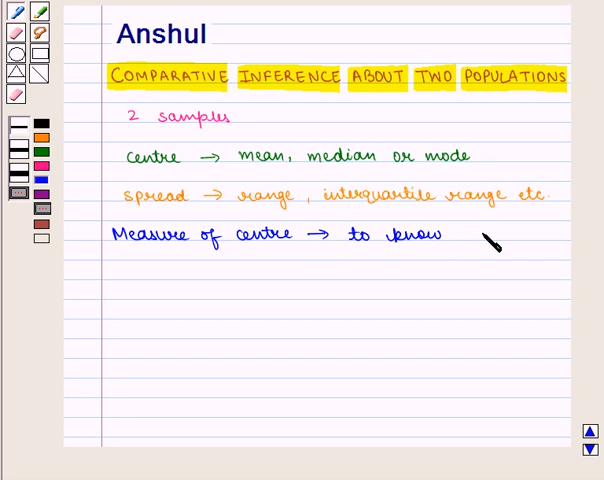 Anshul
COMPARATIVE INFERENCE ABOUT TWO POPULATIONS
2 samples
centre → mean, median or mode
spread → range, interquartile range etc.
Measure of centre → to know